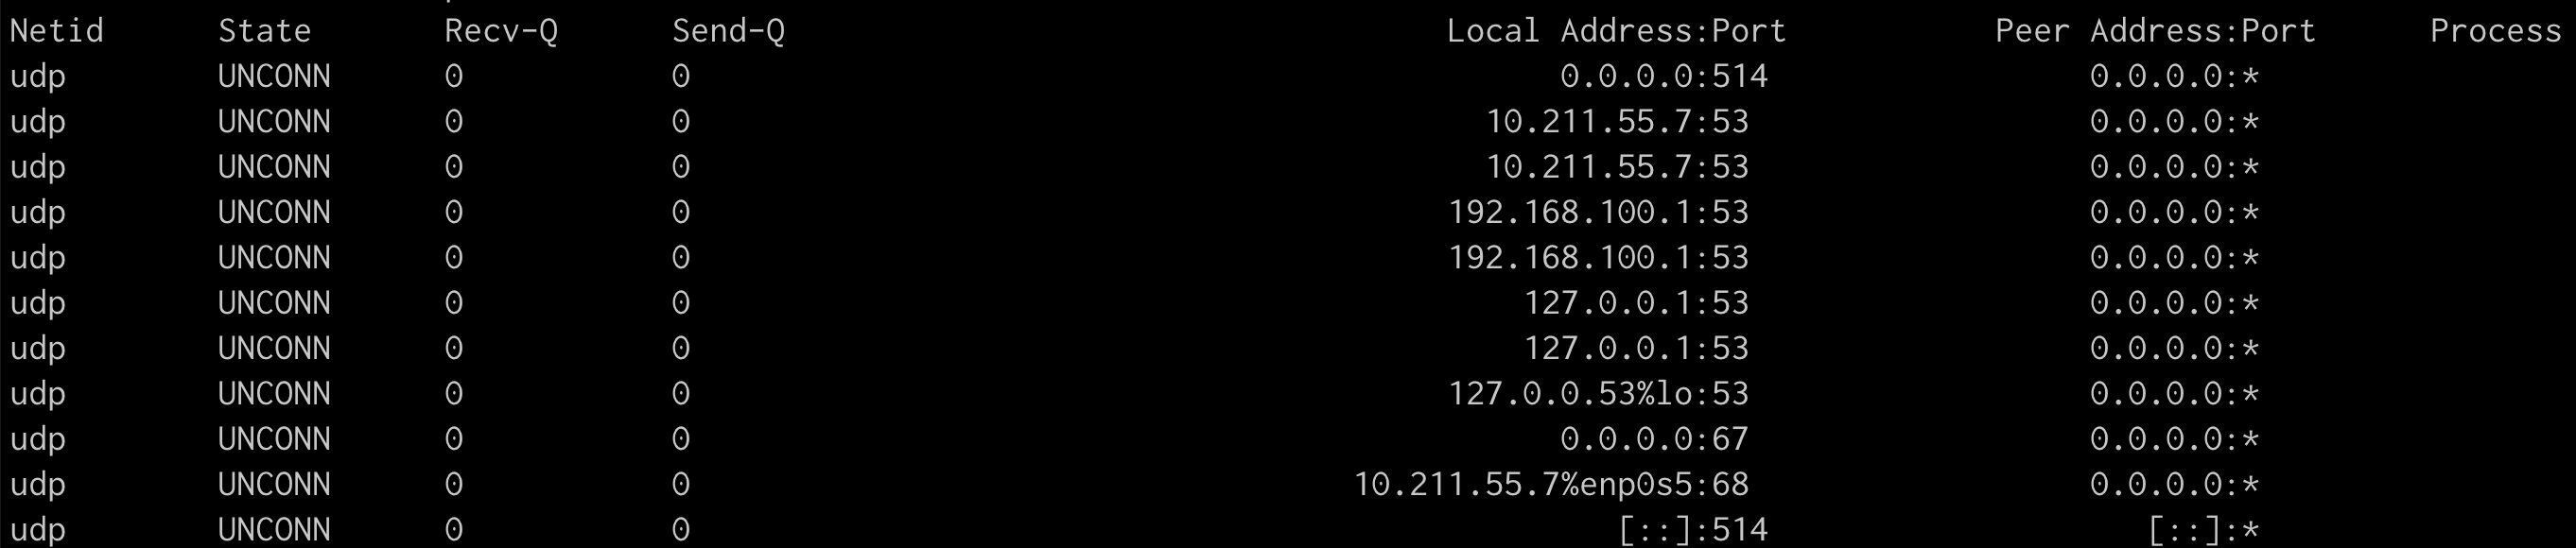 Netid State Recv-Q Send-Q Local Address:Port Peer Address:Port Process
udp UNCONN 0 0 0.0.0.0:514 0.0.0.0:*
udp UNCONN 0 0 10.211.55.7:53 0.0.0.0:*
udp UNCONN 0 0 10.211.55.7:53 0.0.0.0:*
udp UNCONN 0 0 192.168.100.1:53 0.0.0.0:*
udp UNCONN 0 0 192.168.100.1:53 0.0.0.0:*
udp UNCONN 0 0 127.0.0.1:53 0.0.0.0:*
udp UNCONN 0 0 127.0.0.1:53 0.0.0.0:*
udp UNCONN 0 0 127.0.0.53%lo:53 0.0.0.0:*
udp UNCONN 0 0 0.0.0.0:67 0.0.0.0:*
udp UNCONN 0 0 10.211.55.7%enp0s5:68 0.0.0.0:*
udp UNCONN 0 0 [::]:514 [::]:*